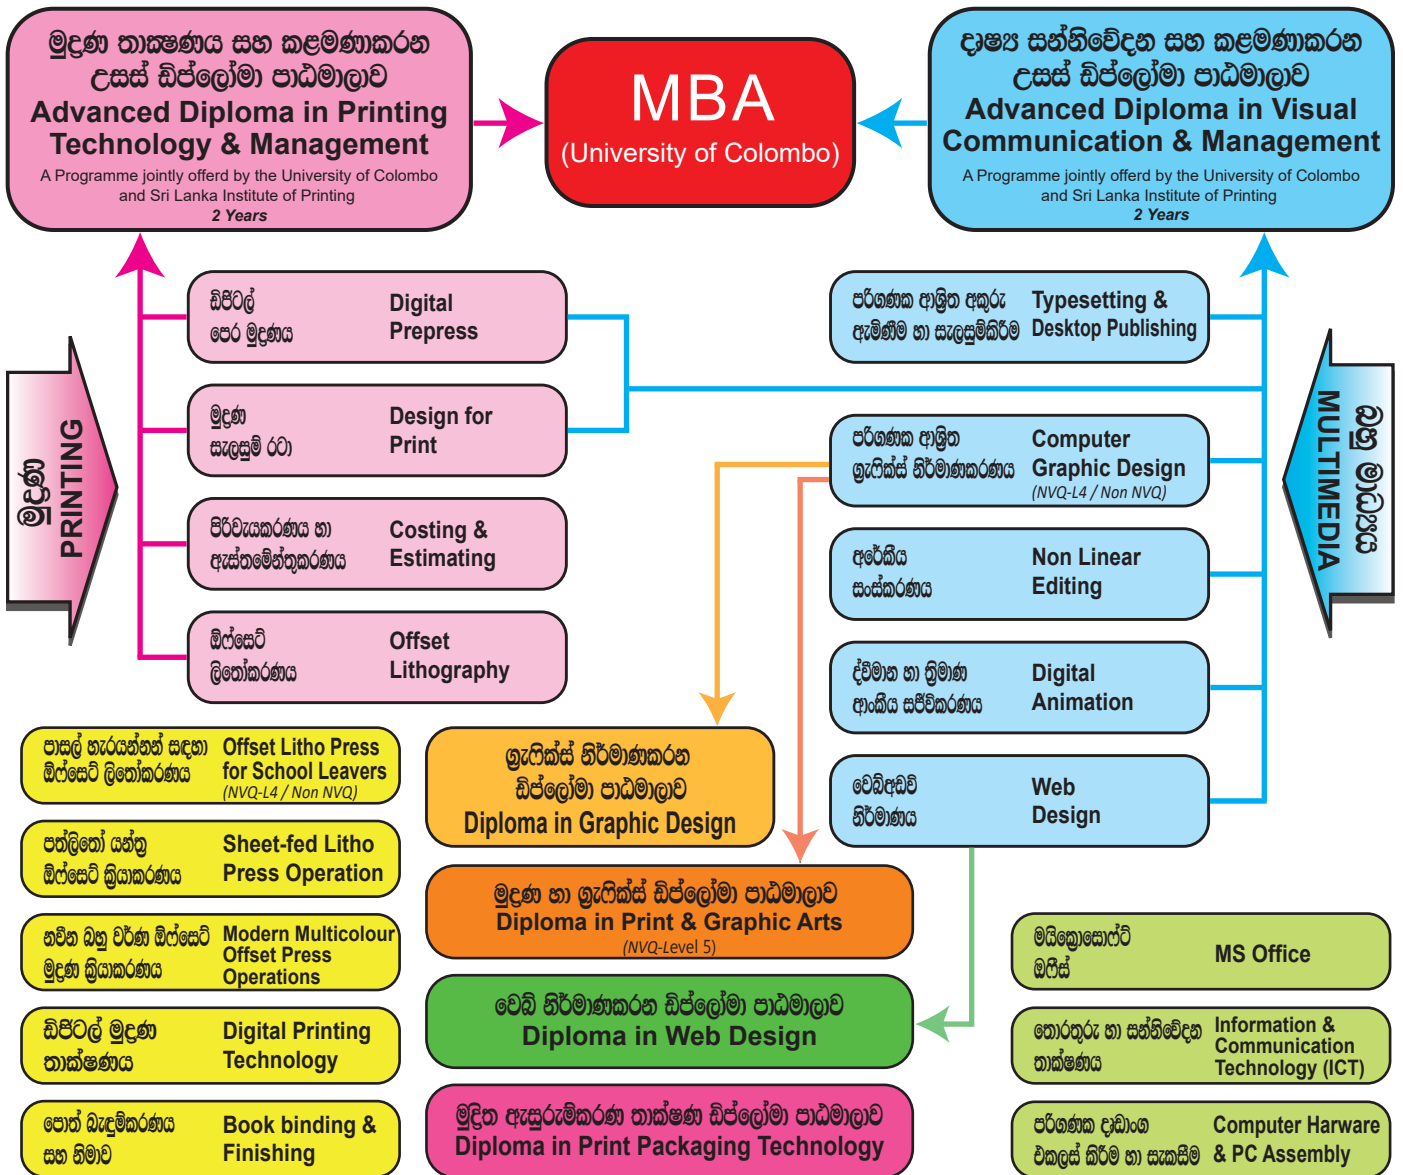 මුද්‍රණ තාක්‍ෂණය සහ කළමණාකරන
උසස් ඩිප්ලෝමා පාඨමාලාව
Advanced Diploma in Printing
Technology & Management
A Programme jointly offerd by the University of Colombo
and Sri Lanka Institute of Printing
2 Years
MBA
(University of Colombo)
දෘෂ්‍ය සන්නිවේදන සහ කළමණාකරන
උසස් ඩිප්ලෝමා පාඨමාලාව
Advanced Diploma in Visual
Communication & Management
A Programme jointly offerd by the University of Colombo
and Sri Lanka Institute of Printing
2 Years
මුද්‍රණ
PRINTING
ඩිජිටල්
පෙර මුද්‍රණය
Digital
Prepress
මුද්‍රණ
සැලසුම් රටා
Design for
Print
පිරිවැයකරණය හා
ඇස්තමේන්තුකරණය
Costing &
Estimating
ඕෆ්සෙට්
ලිතෝකරණය
Offset
Lithography
පරිගණක ආශ්‍රිත අකුරු
ඇමිණීම හා සැලසුම්කිරීම
Typesetting &
Desktop Publishing
පරිගණක ආශ්‍රිත
ග්‍රැෆික්ස් නිර්මාණකරණය
Computer
Graphic Design
(NVQ-L4 / Non NVQ)
අරේකීය
සංස්කරණය
Non Linear
Editing
ද්වීමාන හා ත්‍රිමාණ
ආංකීය සජීවිකරණය
Digital
Animation
වෙබ්අඩවි
නිර්මාණය
Web
Design
බහු මාධ්‍යය
MULTIMEDIA
පාසල් හැරයන්නන් සඳහා
ඕෆ්සෙට් ලිතෝකරණය
Offset Litho Press
for School Leavers
(NVQ-L4 / Non NVQ)
පත්ලිතෝ යන්ත්‍ර
ඕෆ්සෙට් ක්‍රියාකරණය
Sheet-fed Litho
Press Operation
නවීන බහු වර්ණ ඕෆ්සෙට්
මුද්‍රණ ක්‍රියාකරණය
Modern Multicolour
Offset Press
Operations
ඩිජිටල් මුද්‍රණ
තාක්ෂණය
Digital Printing
Technology
පොත් බැඳුම්කරණය
සහ නිමාව
Book binding &
Finishing
ග්‍රැෆික්ස් නිර්මාණකරන
ඩිප්ලෝමා පාඨමාලාව
Diploma in Graphic Design
මුද්‍රණ හා ග්‍රැෆික්ස් ඩිප්ලෝමා පාඨමාලාව
Diploma in Print & Graphic Arts
(NVQ-Level 5)
වෙබ් නිර්මාණකරන ඩිප්ලෝමා පාඨමාලාව
Diploma in Web Design
මුද්‍රිත ඇසුරුම්කරණ තාක්ෂණ ඩිප්ලෝමා පාඨමාලාව
Diploma in Print Packaging Technology
මයික්‍රොසොෆ්ට්
ඔෆීස්
MS Office
තොරතුරු හා සන්නිවේදන
තාක්ෂණය
Information &
Communication
Technology (ICT)
පරිගණක දෘඩාංග
එකලස් කිරීම හා සැකසීම
Computer Harware
& PC Assembly